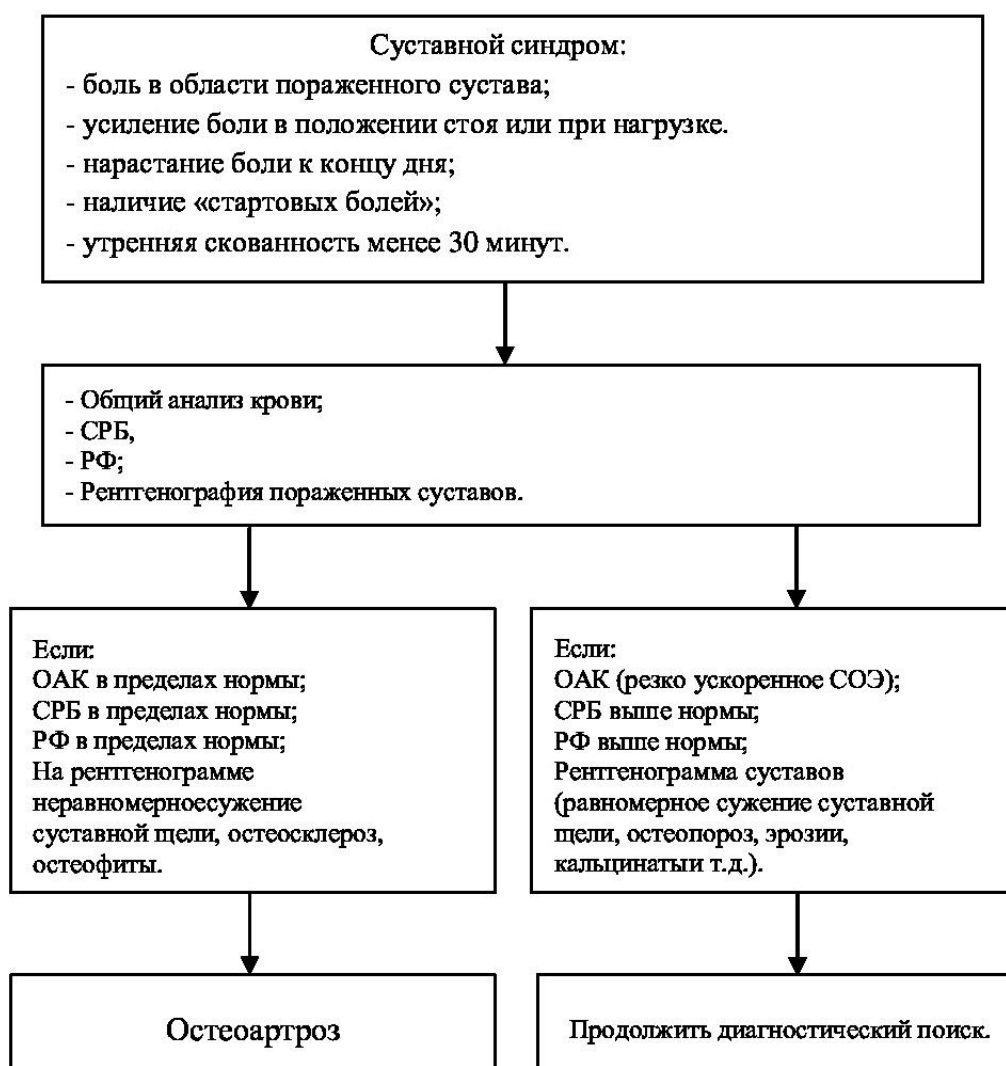 Суставной синдром:
- боль в области пораженного сустава;
- усиление боли в положении стоя или при нагрузке.
- нарастание боли к концу дня;
- наличие «стартовых болей»;
- утренняя скованность менее 30 минут.
- Общий анализ крови;
- СРБ,
- РФ;
- Рентгенография пораженных суставов.
Если:
ОАК в пределах нормы;
СРБ в пределах нормы;
РФ в пределах нормы;
На рентгенограмме
неравномерноесужение
суставной щели, остеосклероз,
остеофиты.
Если:
ОАК (резко ускоренное СОЭ);
СРБ выше нормы;
РФ выше нормы;
Рентгенограмма суставов
(равномерное сужение суставной
щели, остеопороз, эрозии,
кальцинатыи т.д.).
Остеоартроз
Продолжить диагностический поиск.